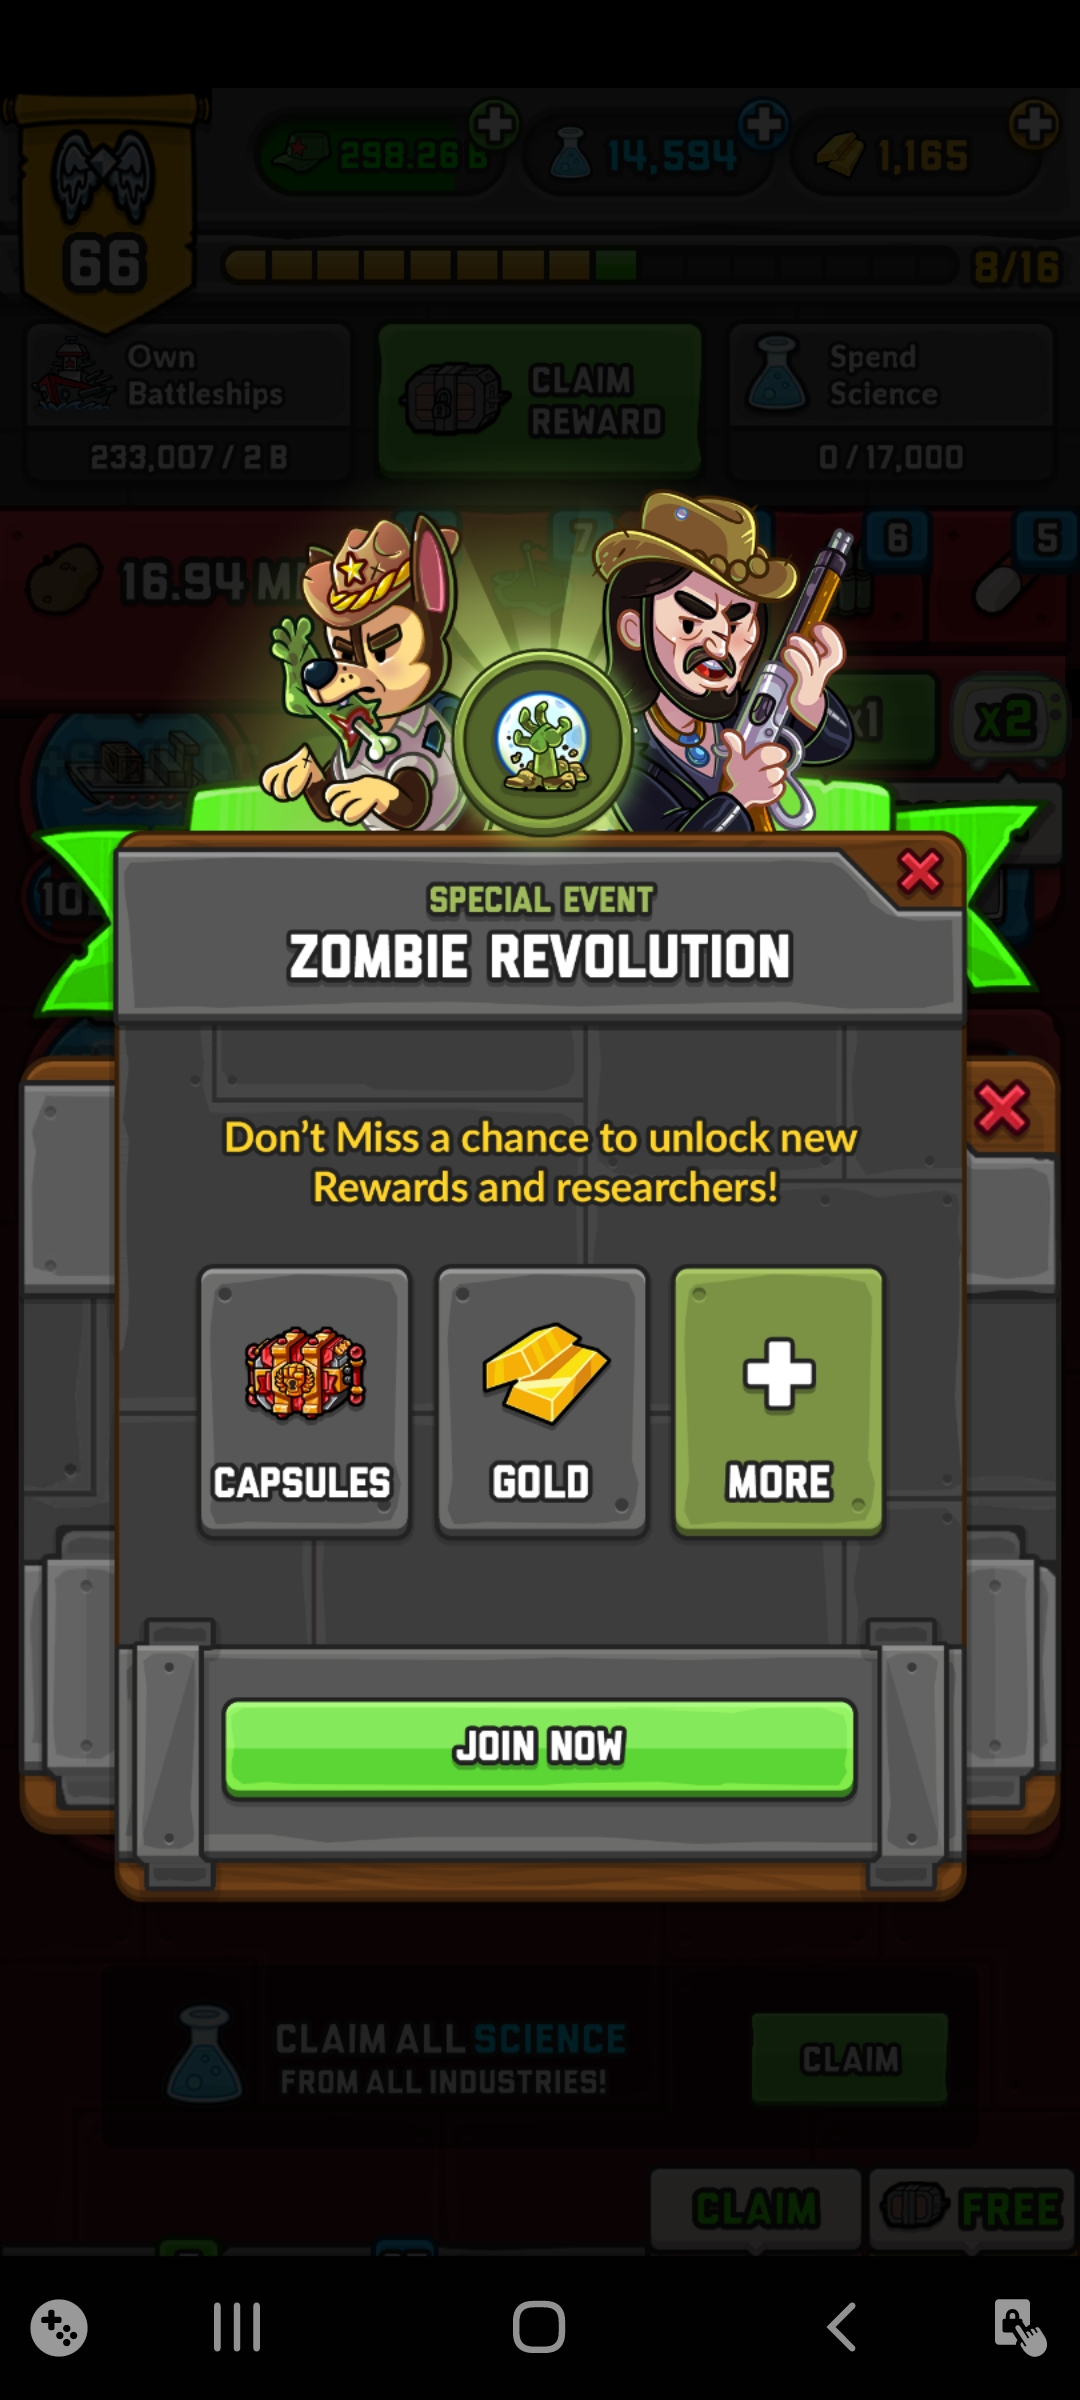 298.26 B
14,594
1,165
66
8/16
Own
Battleships
233,007 / 2 B
CLAIM
REWARD
Spend
Science
0 / 17,000
16.94 M
7
6
5
x1
x2
SPECIAL EVENT
ZOMBIE REVOLUTION
Don't Miss a chance to unlock new
Rewards and researchers!
CAPSULES
GOLD
MORE
JOIN NOW
CLAIM ALL SCIENCE
FROM ALL INDUSTRIES!
CLAIM
CLAIM
FREE